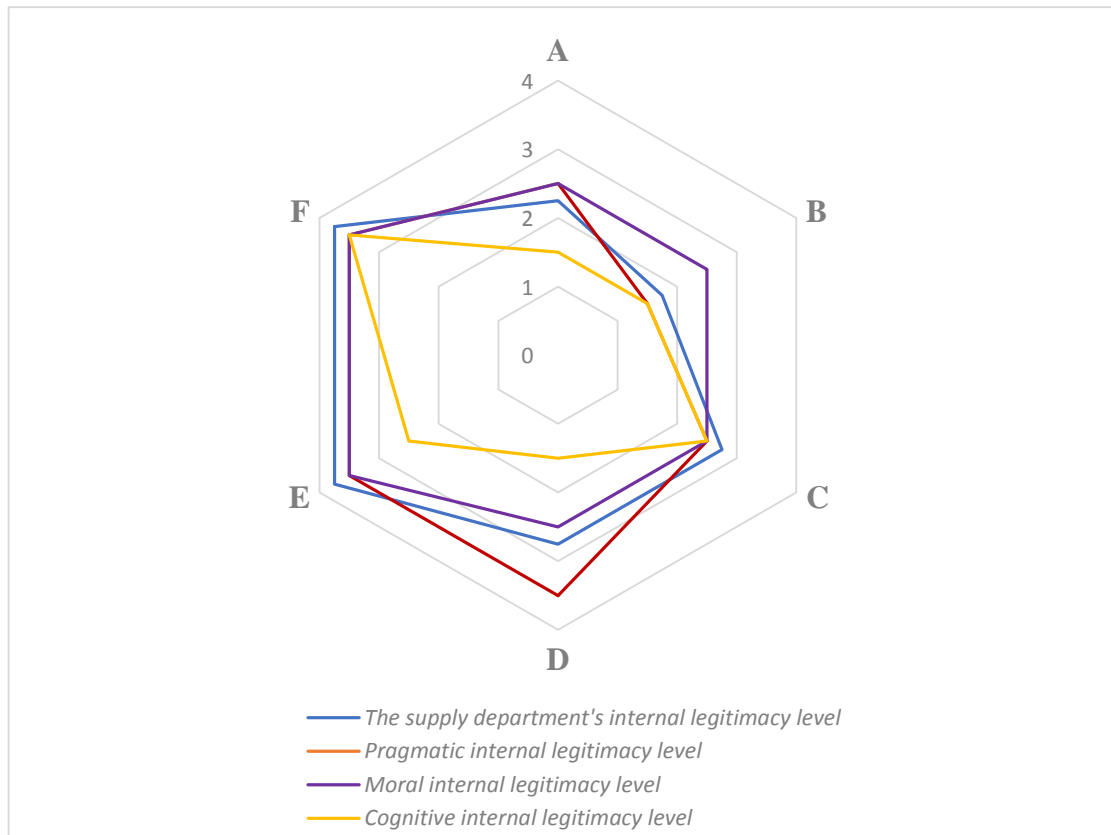 A
4
3
F
B
2
1
0
E
C
D
The supply department's internal legitimacy level
Pragmatic internal legitimacy level
Moral internal legitimacy level
Cognitive internal legitimacy level